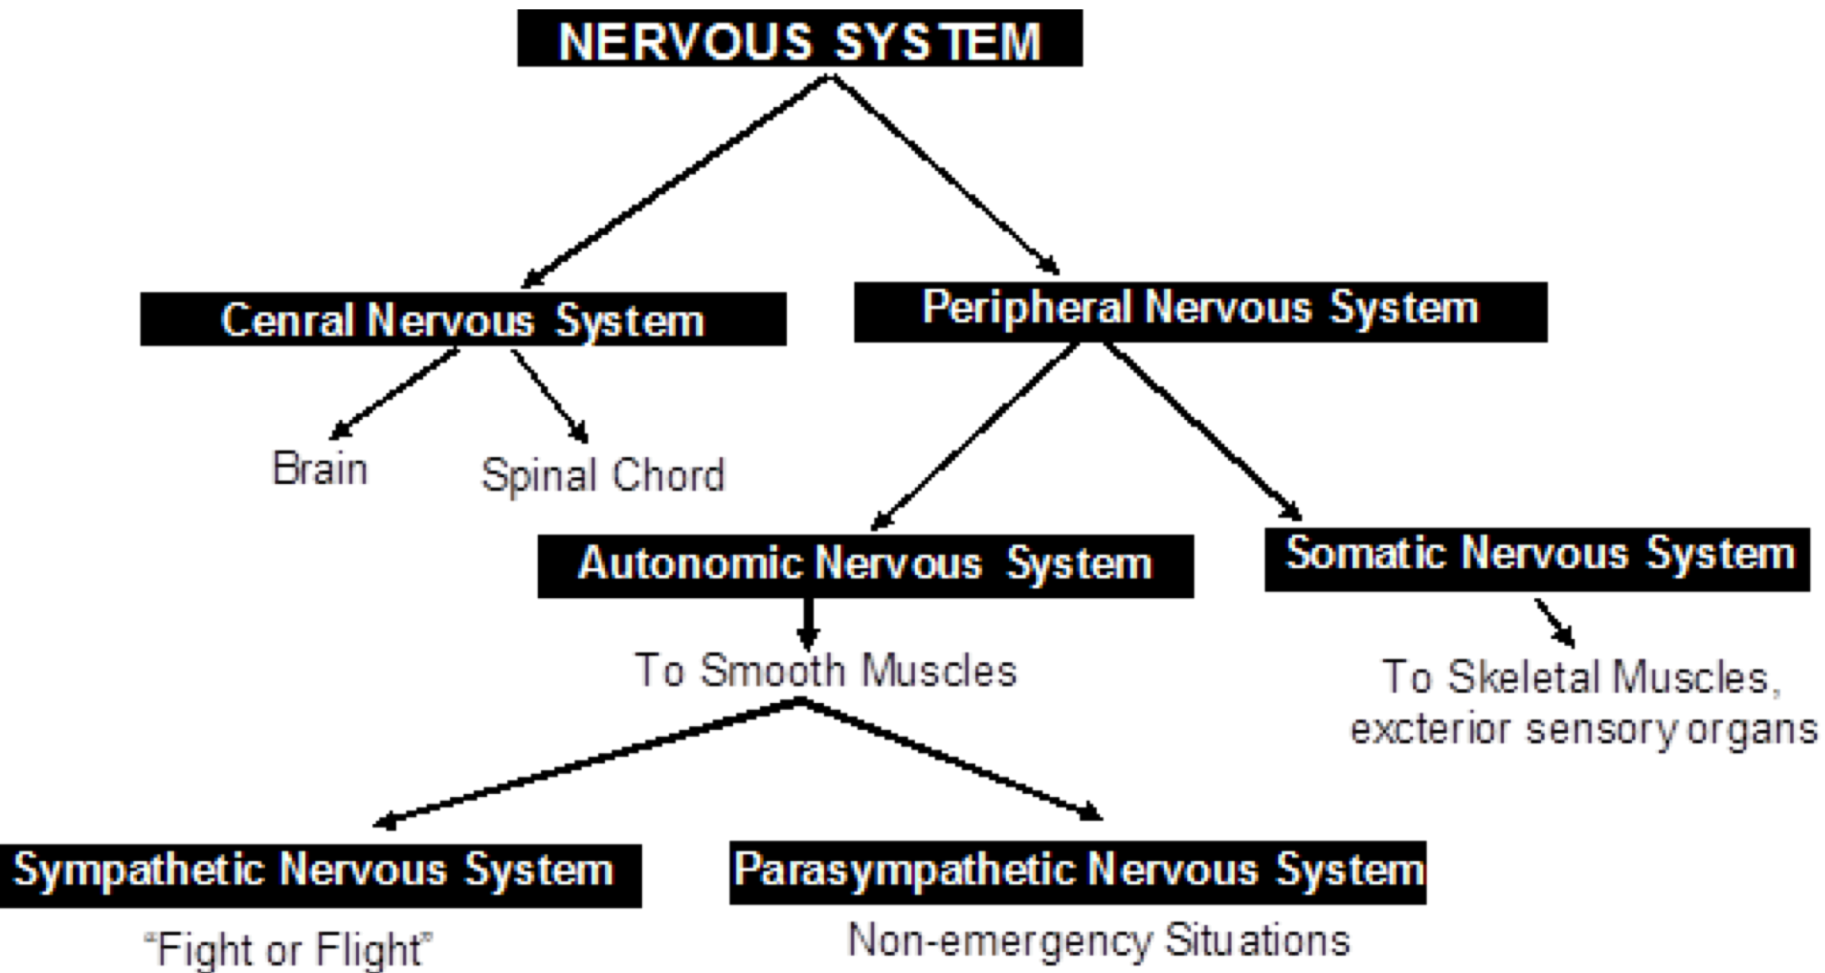 NERVOUS SYSTEM
Cenral Nervous System
Peripheral Nervous System
Brain
Spinal Chord
Autonomic Nervous System
Somatic Nervous System
To Smooth Muscles
To Skeletal Muscles,
excterior sensory organs
Sympathetic Nervous System
Parasympathetic Nervous System
“Fight or Flight”
Non-emergency Situations